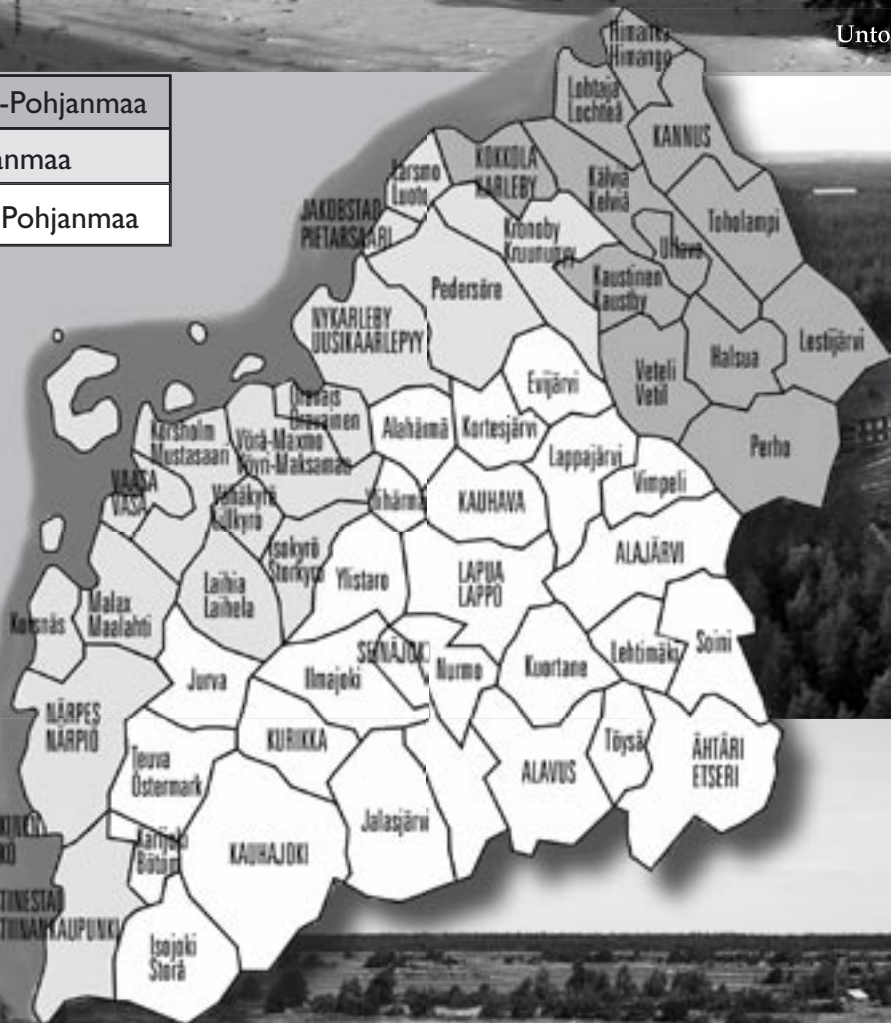 Unto
-Pohjanmaa
anmaa
Pohjanmaa
Himanka
Himango
Lohtaja
Lochteå
KANNUS
KOKKOLA
KARLEBY
Larsmo
Luoto
Kälviä
Kelviå
Toholampi
JAKOBSTAD
PIETARSAARI
Kronoby
Kruunupyy
Ullava
Pedersöre
Kaustinen
Kaustby
NYKARLEBY
UUSIKAARLEPYY
Lestijärvi
Halsua
Veteli
Vetil
Evijärvi
Oravais
Oravainen
Alahärmä
Kortesjärvi
Korsholm
Mustasaari
Vörå-Maxmo
Vöyri-Maksamaa
Lappajärvi
Perho
VAASA
VASA
Vähäkyrö
Lillkyro
Ylihärmä
KAUHAVA
Vimpeli
Isokyrö
Storkyro
ALAJÄRVI
Laihia
Laihela
Ylistaro
LAPUA
LAPPO
Korsnäs
Malax
Maalahti
SEINÄJOKI
Nurmo
Kuortane
Lehtimäki
Soini
Jurva
Ilmajoki
NÄRPES
NÄRPIÖ
KURIKKA
Teuva
Östermark
ALAVUS
Töysä
ÄHTÄRI
ETSERI
Jalasjärvi
Karijoki
Bötom
KAUHAJOKI
TINESTAD
TIINANKAUPUNKI
Isojoki
Storå